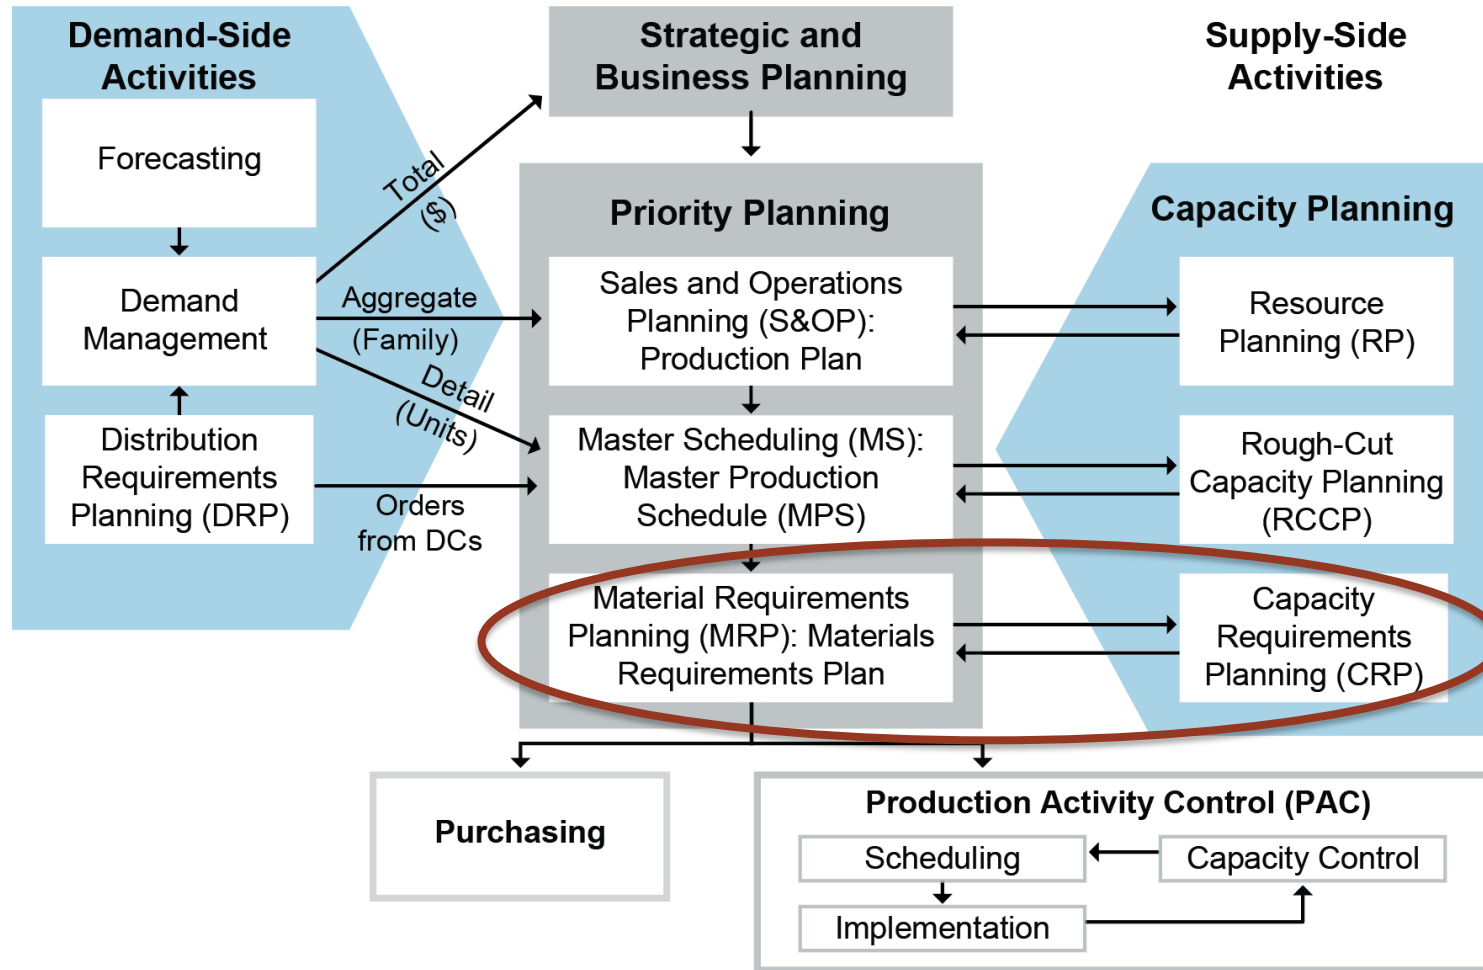 Demand-Side
Activities
Forecasting
Demand
Management
Distribution
Requirements
Planning (DRP)
Total
($)
Aggregate
(Family)
Detail
(Units)
Orders
from DCs
Strategic and
Business Planning
Priority Planning
Sales and Operations
Planning (S&OP):
Production Plan
Master Scheduling (MS):
Master Production
Schedule (MPS)
Material Requirements
Planning (MRP): Materials
Requirements Plan
Supply-Side
Activities
Capacity Planning
Resource
Planning (RP)
Rough-Cut
Capacity Planning
(RCCP)
Capacity
Requirements
Planning (CRP)
Purchasing
Production Activity Control (PAC)
Scheduling
Capacity Control
Implementation